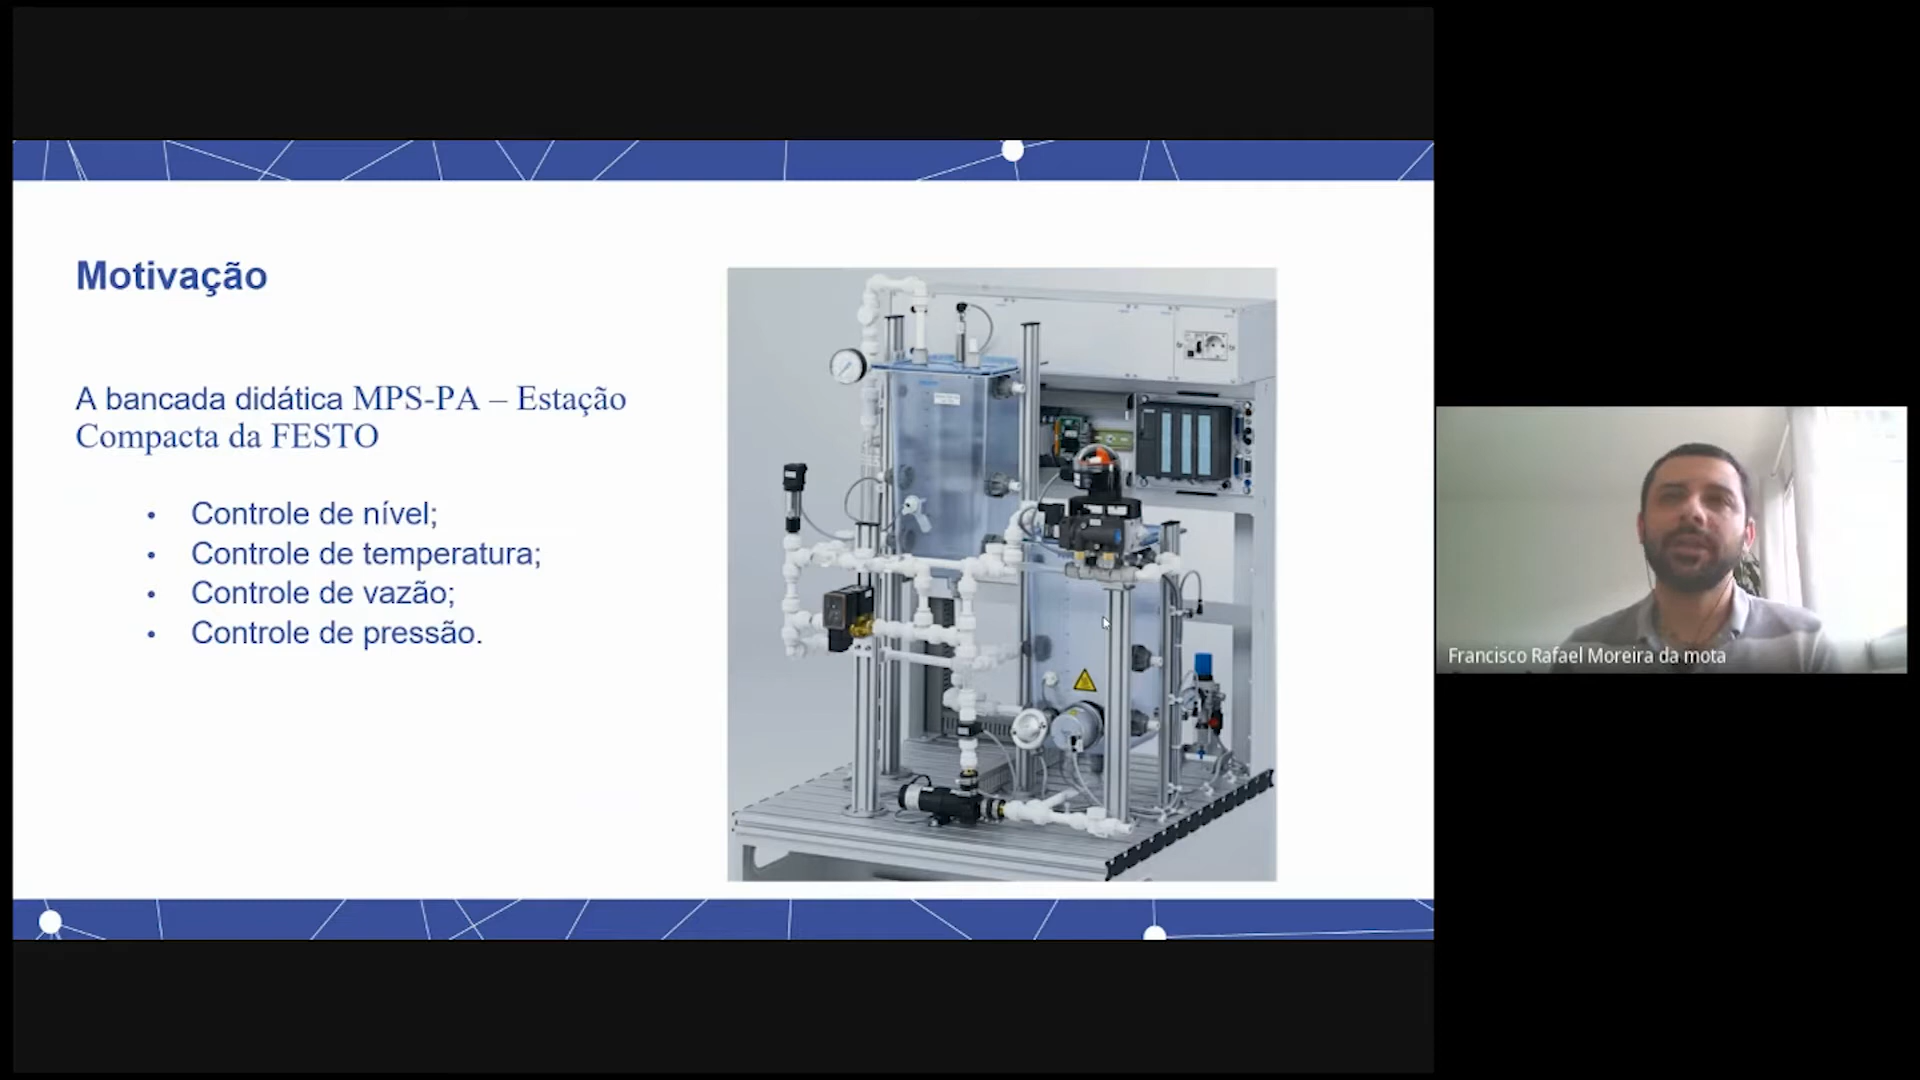 Motivação
A bancada didática MPS-PA – Estação
Compacta da FESTO
• Controle de nível;
• Controle de temperatura;
• Controle de vazão;
• Controle de pressão.
Francisco Rafael Moreira da mota